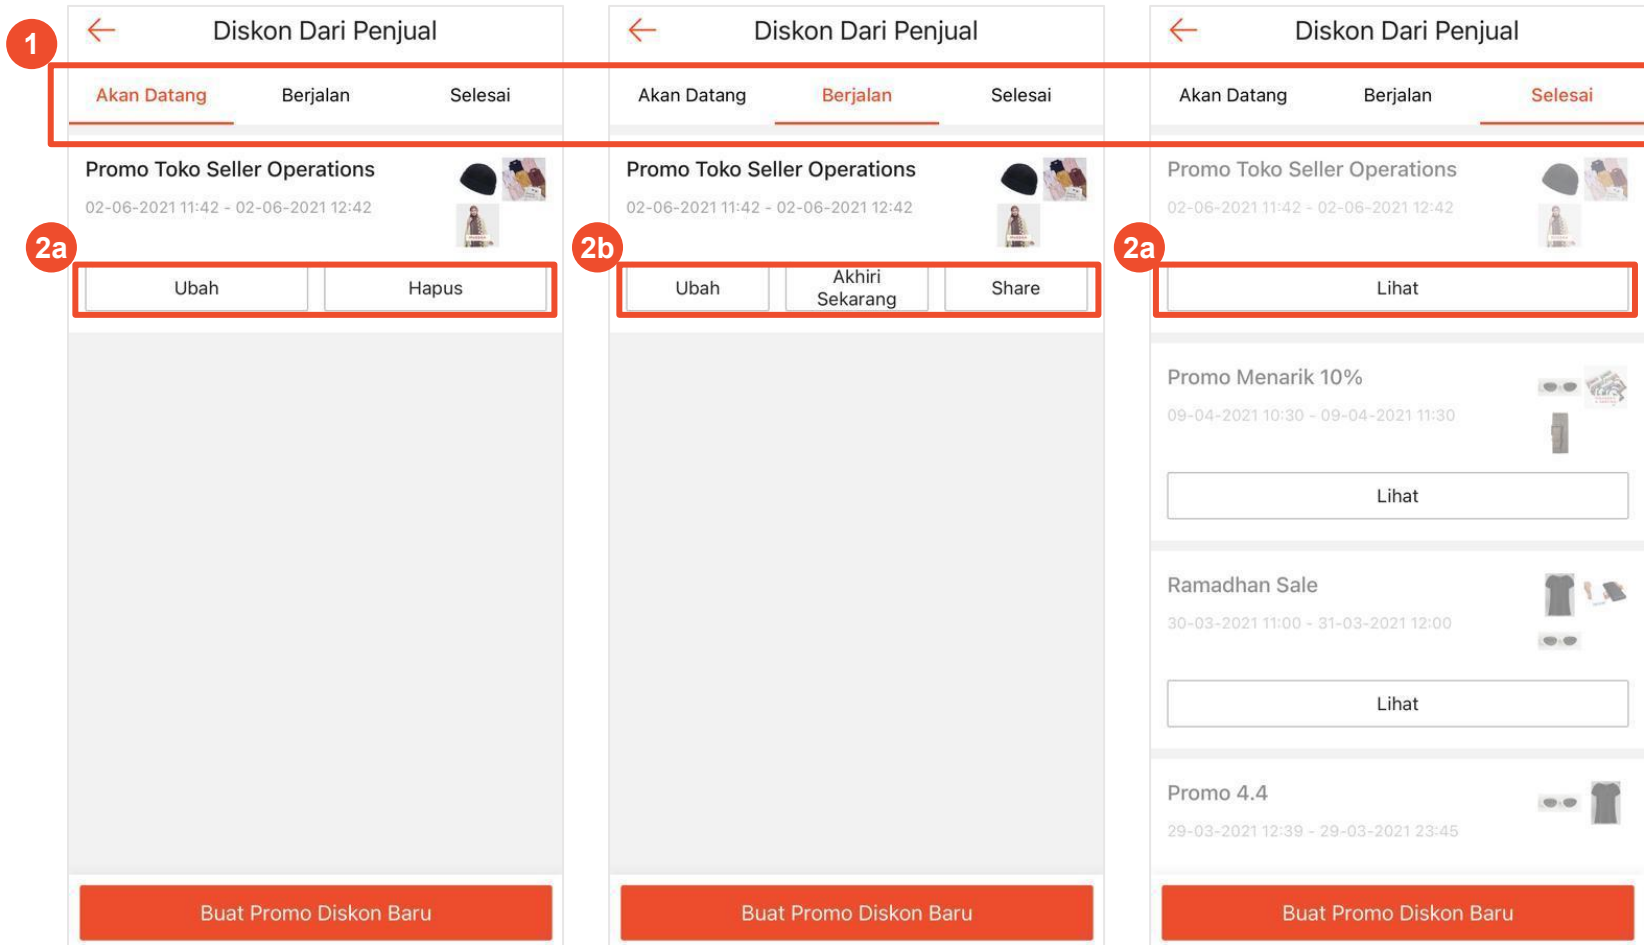 1
Diskon Dari Penjual
Akan Datang Berjalan Selesai
Promo Toko Seller Operations
02-06-2021 11:42 - 02-06-2021 12:42
2a
Ubah Hapus
Buat Promo Diskon Baru
Diskon Dari Penjual
Akan Datang Berjalan Selesai
Promo Toko Seller Operations
02-06-2021 11:42 - 02-06-2021 12:42
2b
Ubah Akhiri Sekarang Share
Buat Promo Diskon Baru
Diskon Dari Penjual
Akan Datang Berjalan Selesai
Promo Toko Seller Operations
02-06-2021 11:42 - 02-06-2021 12:42
2a
Lihat
Promo Menarik 10%
09-04-2021 10:30 - 09-04-2021 11:30
Lihat
Ramadhan Sale
30-03-2021 11:00 - 31-03-2021 12:00
Lihat
Promo 4.4
29-03-2021 12:39 - 29-03-2021 23:45
Buat Promo Diskon Baru